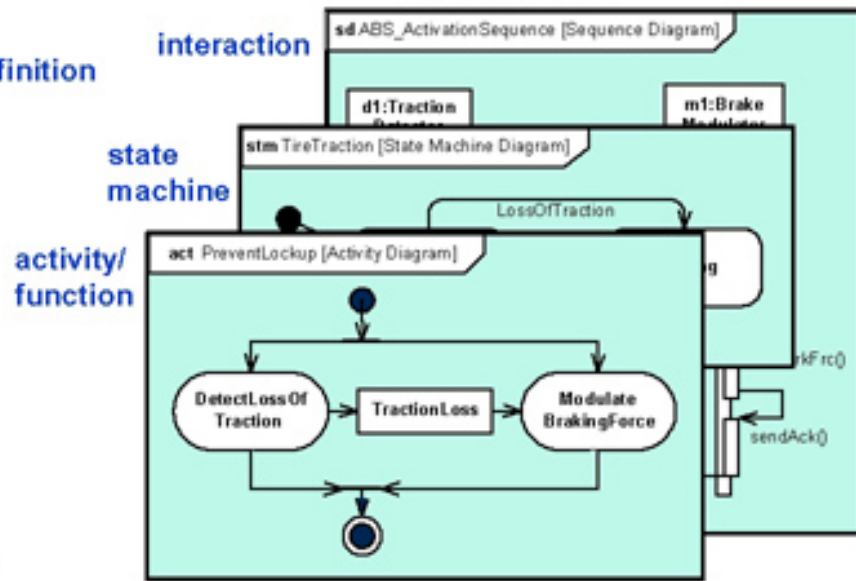 interaction
finition
sd ABS_ActivationSequence [Sequence Diagram]
d1:Traction
m1:Brake
state
machine
stm TireTraction [State Machine Diagram]
LossOfTraction
activity/
function
act PreventLockup [Activity Diagram]
DetectLossOf
Traction
TractionLoss
Modulate
BrakingForce
rkFrc()
sendAck()